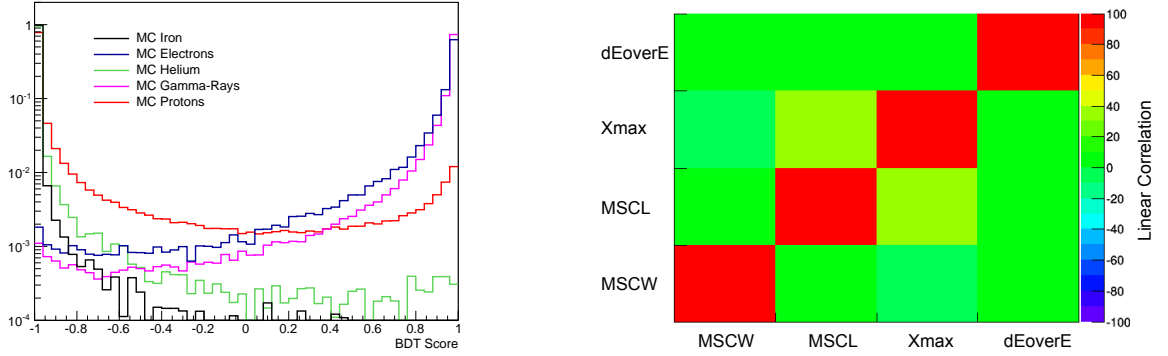 1
10⁻¹
10⁻²
10⁻³
10⁻⁴
MC Iron
MC Electrons
MC Helium
MC Gamma-Rays
MC Protons
-1 -0.8 -0.6 -0.4 -0.2 0 0.2 0.4 0.6 0.8 1
BDT Score
dEoverE
Xmax
MSCL
MSCW
MSCW MSCL Xmax dEoverE
100
80
60
40
20
0
-20
-40
-60
-80
-100
Linear Correlation